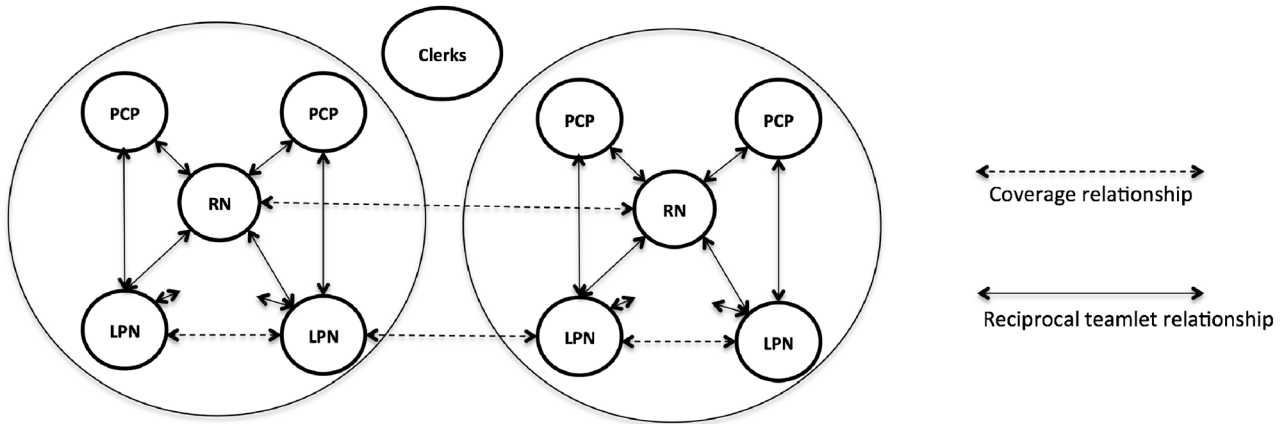 Clerks
PCP
PCP
RN
LPN
LPN
PCP
PCP
RN
LPN
LPN
Coverage relationship
Reciprocal teamlet relationship